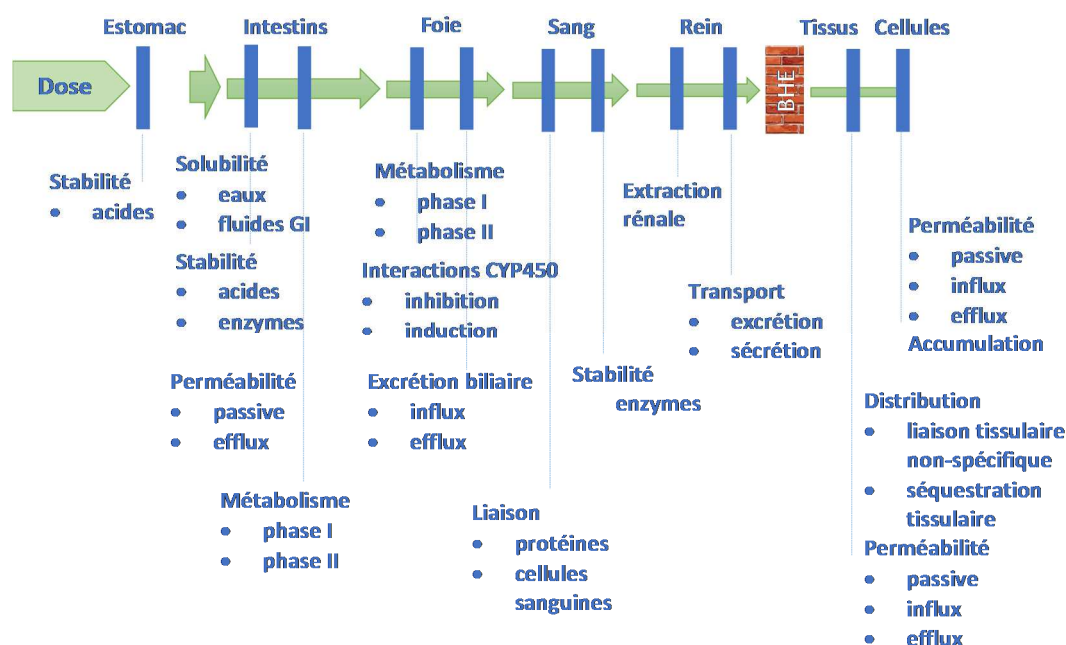 Estomac
Intestins
Foie
Sang
Rein
Tissus
Cellules
Dose
BHE
Stabilité
• acides
Solubilité
• eaux
• fluides GI
Stabilité
• acides
• enzymes
Perméabilité
• passive
• efflux
Métabolisme
• phase I
• phase II
Métabolisme
• phase I
• phase II
Interactions CYP450
• inhibition
• induction
Excrétion biliaire
• influx
• efflux
Liaison
• protéines
• cellules
sanguines
Stabilité
enzymes
Extraction
rénale
Transport
• excrétion
• sécrétion
Perméabilité
• passive
• influx
• efflux
Accumulation
Distribution
• liaison tissulaire
non-spécifique
• séquestration
tissulaire
Perméabilité
• passive
• influx
• efflux